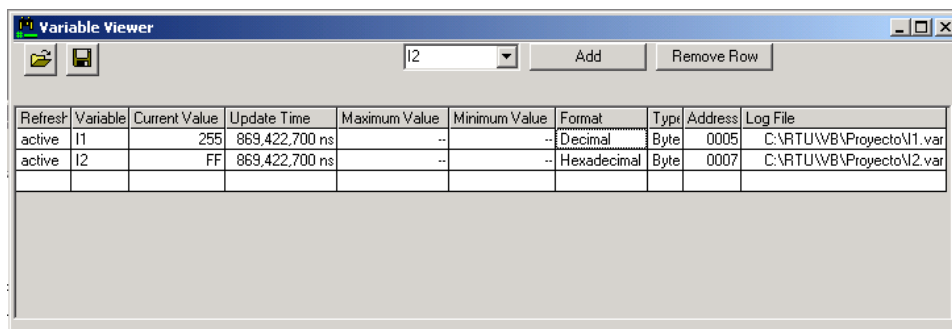 Variable Viewer
I2 Add Remove Row
Refresh Variable Current Value Update Time Maximum Value Minimum Value Format Type Address Log File
active I1 255 869,422,700 ns -- -- Decimal Byte 0005 C:\RTU\VB\Proyecto\I1.var
active I2 FF 869,422,700 ns -- -- Hexadecimal Byte 0007 C:\RTU\VB\Proyecto\I2.var